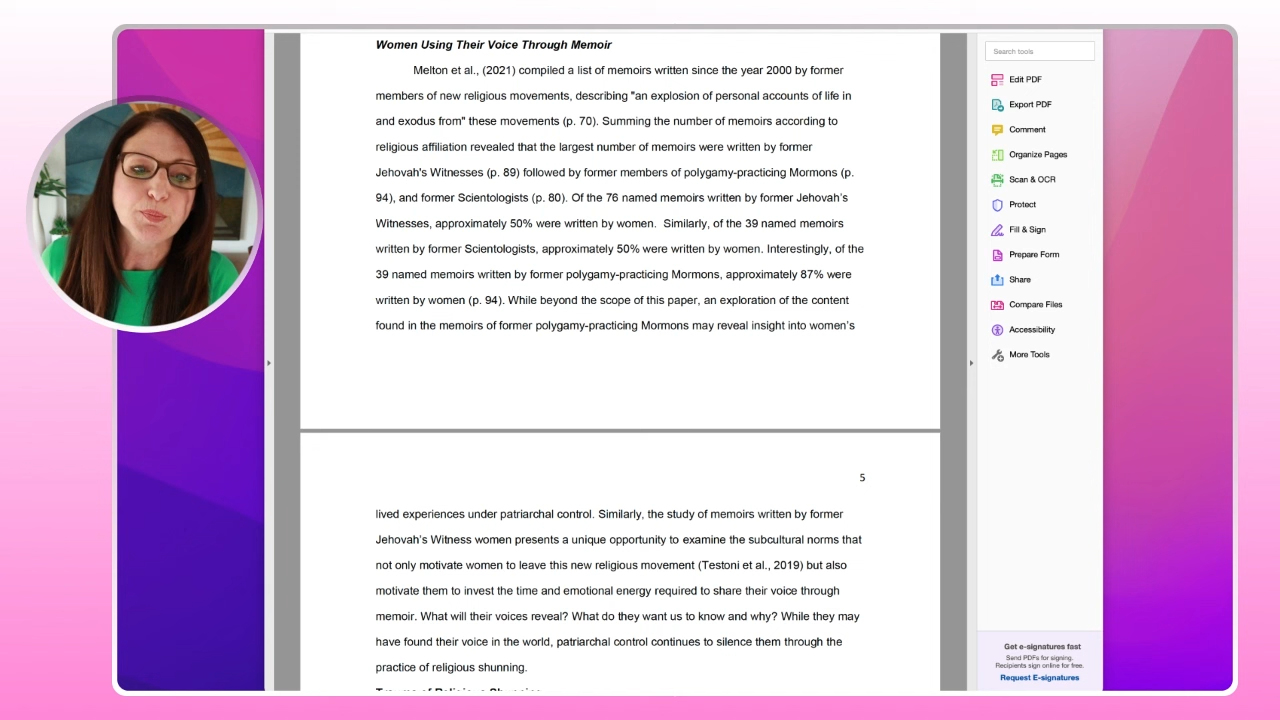 Women Using Their Voice Through Memoir
Melton et al., (2021) compiled a list of memoirs written since the year 2000 by former
members of new religious movements, describing "an explosion of personal accounts of life in
and exodus from" these movements (p. 70). Summing the number of memoirs according to
religious affiliation revealed that the largest number of memoirs were written by former
Jehovah's Witnesses (p. 89) followed by former members of polygamy-practicing Mormons (p.
94), and former Scientologists (p. 80). Of the 76 named memoirs written by former Jehovah's
Witnesses, approximately 50% were written by women. Similarly, of the 39 named memoirs
written by former Scientologists, approximately 50% were written by women. Interestingly, of the
39 named memoirs written by former polygamy-practicing Mormons, approximately 87% were
written by women (p. 94). While beyond the scope of this paper, an exploration of the content
found in the memoirs of former polygamy-practicing Mormons may reveal insight into women's
5
lived experiences under patriarchal control. Similarly, the study of memoirs written by former
Jehovah's Witness women presents a unique opportunity to examine the subcultural norms that
not only motivate women to leave this new religious movement (Testoni et al., 2019) but also
motivate them to invest the time and emotional energy required to share their voice through
memoir. What will their voices reveal? What do they want us to know and why? While they may
have found their voice in the world, patriarchal control continues to silence them through the
practice of religious shunning.
Search tools
Edit PDF
Export PDF
Comment
Organize Pages
Scan & OCR
Protect
Fill & Sign
Prepare Form
Share
Compare Files
Accessibility
More Tools
Get e-signatures fast
Send PDFs for signing.
Recipients sign online for free.
Request E-signatures